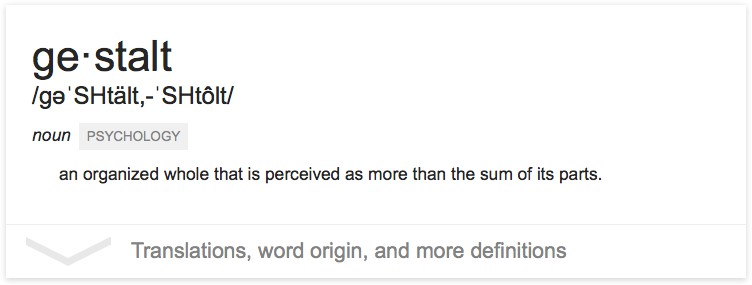 ge·stalt
/ɡəˈSHtält,-ˈSHtôlt/
noun PSYCHOLOGY
an organized whole that is perceived as more than the sum of its parts.
Translations, word origin, and more definitions